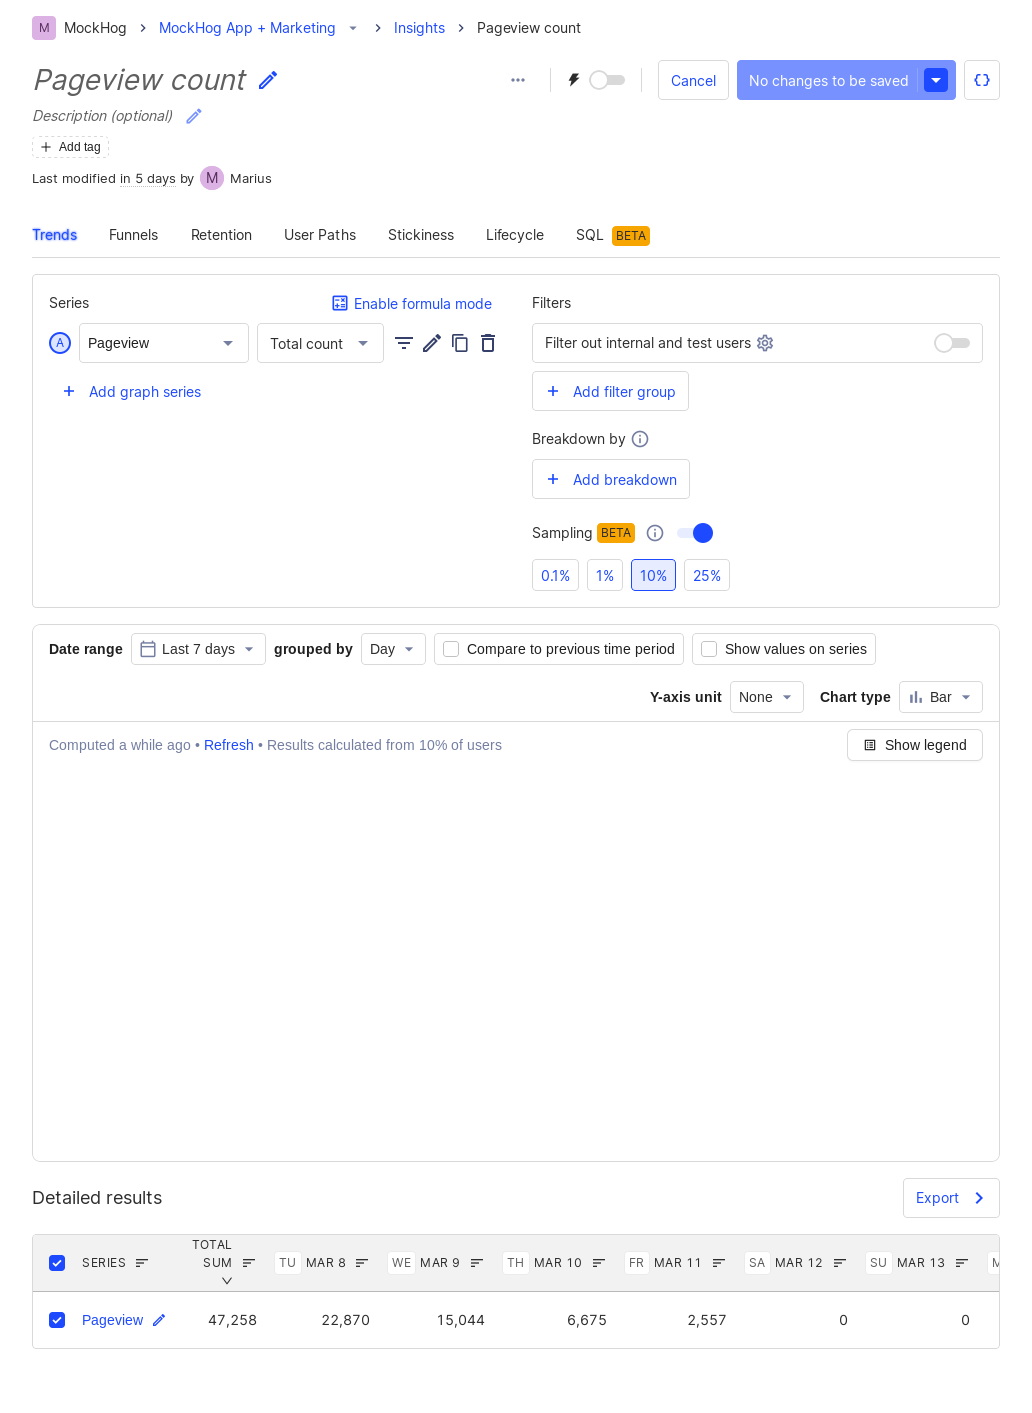 M MockHog MockHog App + Marketing Insights Pageview count
Pageview count
Cancel No changes to be saved
Description (optional)
Add tag
Last modified in 5 days by M Marius
Trends Funnels Retention User Paths Stickiness Lifecycle SQL BETA
Series Enable formula mode Filters
A Pageview Total count Filter out internal and test users
Add graph series Add filter group
Breakdown by
Add breakdown
Sampling BETA
0.1% 1% 10% 25%
Date range Last 7 days grouped by Day Compare to previous time period Show values on series
Y-axis unit None Chart type Bar
Computed a while ago • Refresh • Results calculated from 10% of users Show legend
Detailed results Export
SERIES TOTAL SUM TU MAR 8 WE MAR 9 TH MAR 10 FR MAR 11 SA MAR 12 SU MAR 13 M
Pageview 47,258 22,870 15,044 6,675 2,557 0 0